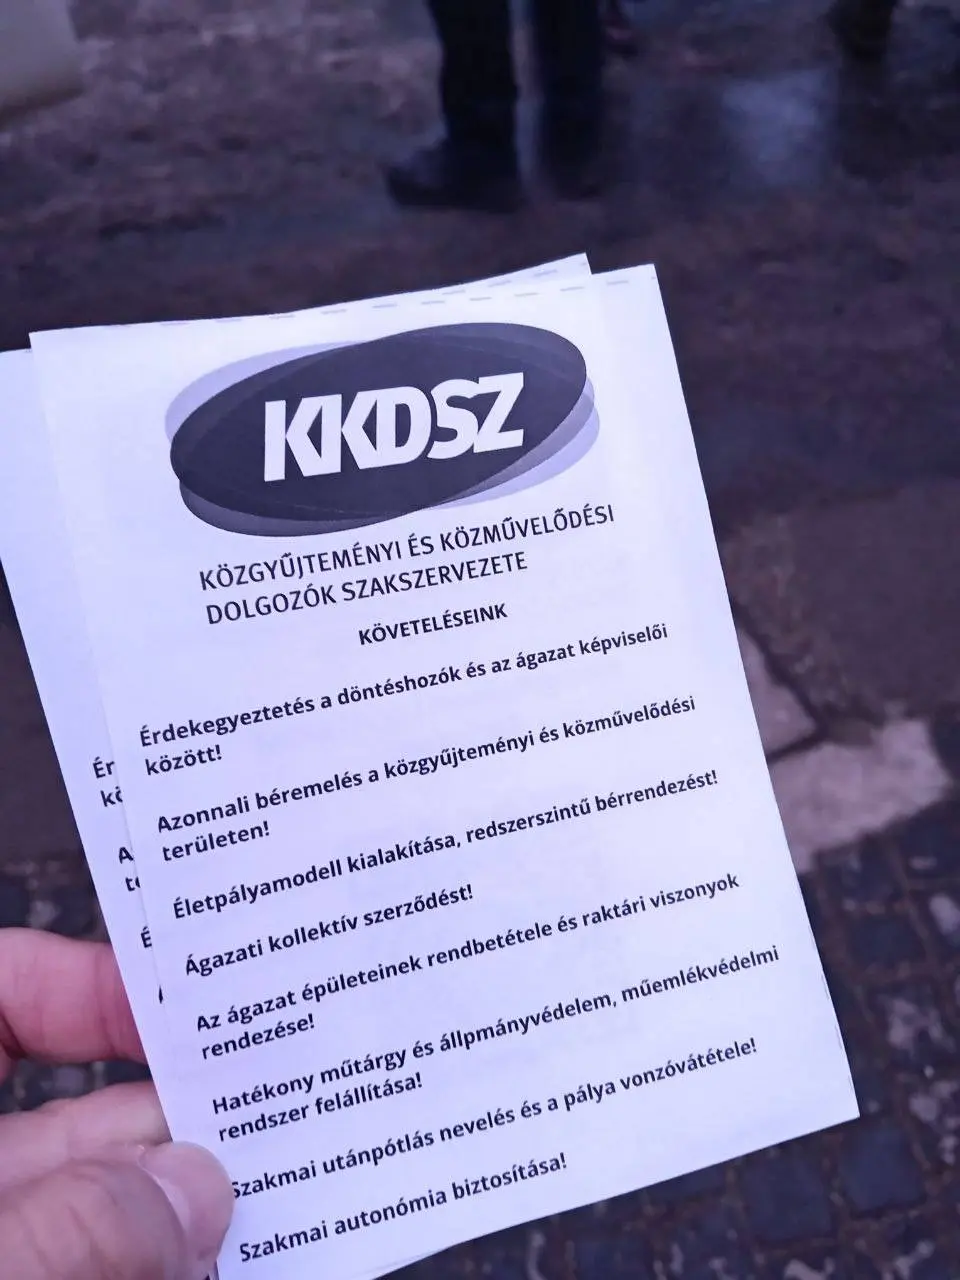 KKDSZ
KÖZGYŰJTEMÉNYI ÉS KÖZMŰVELŐDÉSI
DOLGOZÓK SZAKSZERVEZETE
KÖVETELÉSEINK
Érdekegyeztetés a döntéshozók és az ágazat képviselői
között!
Azonnali béremelés a közgyűjteményi és közművelődési
területen!
Életpályamodell kialakítása, redszerszintű bérrendezést!
Ágazati kollektív szerződést!
Az ágazat épületeinek rendbetétele és raktári viszonyok
rendezése!
Hatékony műtárgy és állpmányvédelem, műemlékvédelmi
rendszer felállítása!
Szakmai utánpótlás nevelés és a pálya vonzóvátétele!
Szakmai autonómia biztosítása!